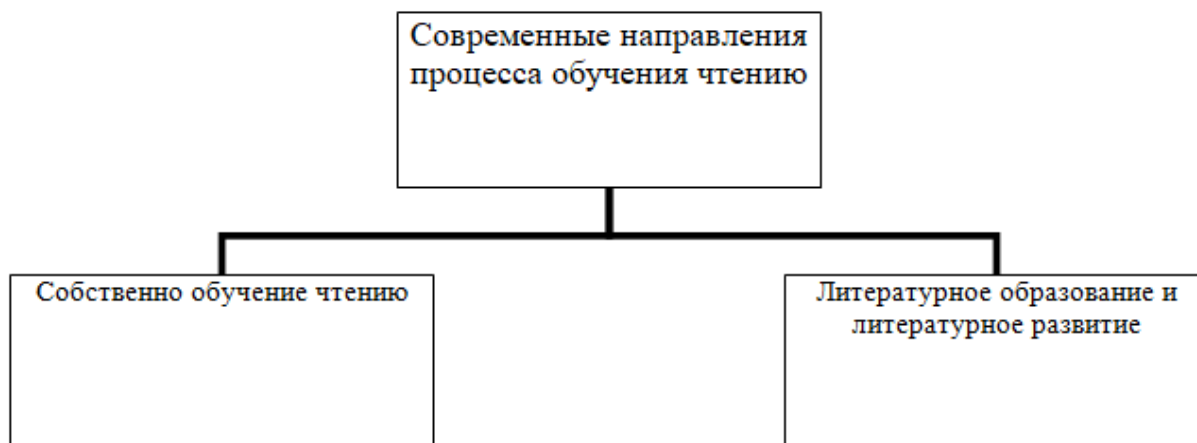 Современные направления
процесса обучения чтению
Собственно обучение чтению
Литературное образование и
литературное развитие